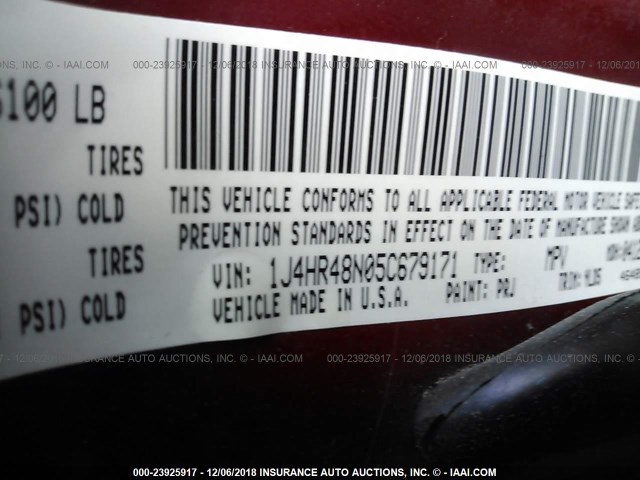 000-23925917 - 12/06/2018 INSURANCE AUTO AUCTIONS, INC. © - IAAI.COM
6100 LB
TIRES
PSI) COLD
TIRES
PSI) COLD
THIS VEHICLE CONFORMS TO ALL APPLICABLE FEDERAL MOTOR VEHICLE SAFE
PREVENTION STANDARDS IN EFFECT ON THE DATE OF MANUFACTURE SHOWN
VIN: 1J4HR48N05C679171 TYPE: MPV
VEHICLE MADE IN U.S.A. PAINT: PRJ TRIM:
000-23925917 - 12/06/2018 INSURANCE AUTO AUCTIONS, INC. © - IAAI.COM
000-23925917 - 12/06/2018 INSURANCE AUTO AUCTIONS, INC. © - IAAI.COM